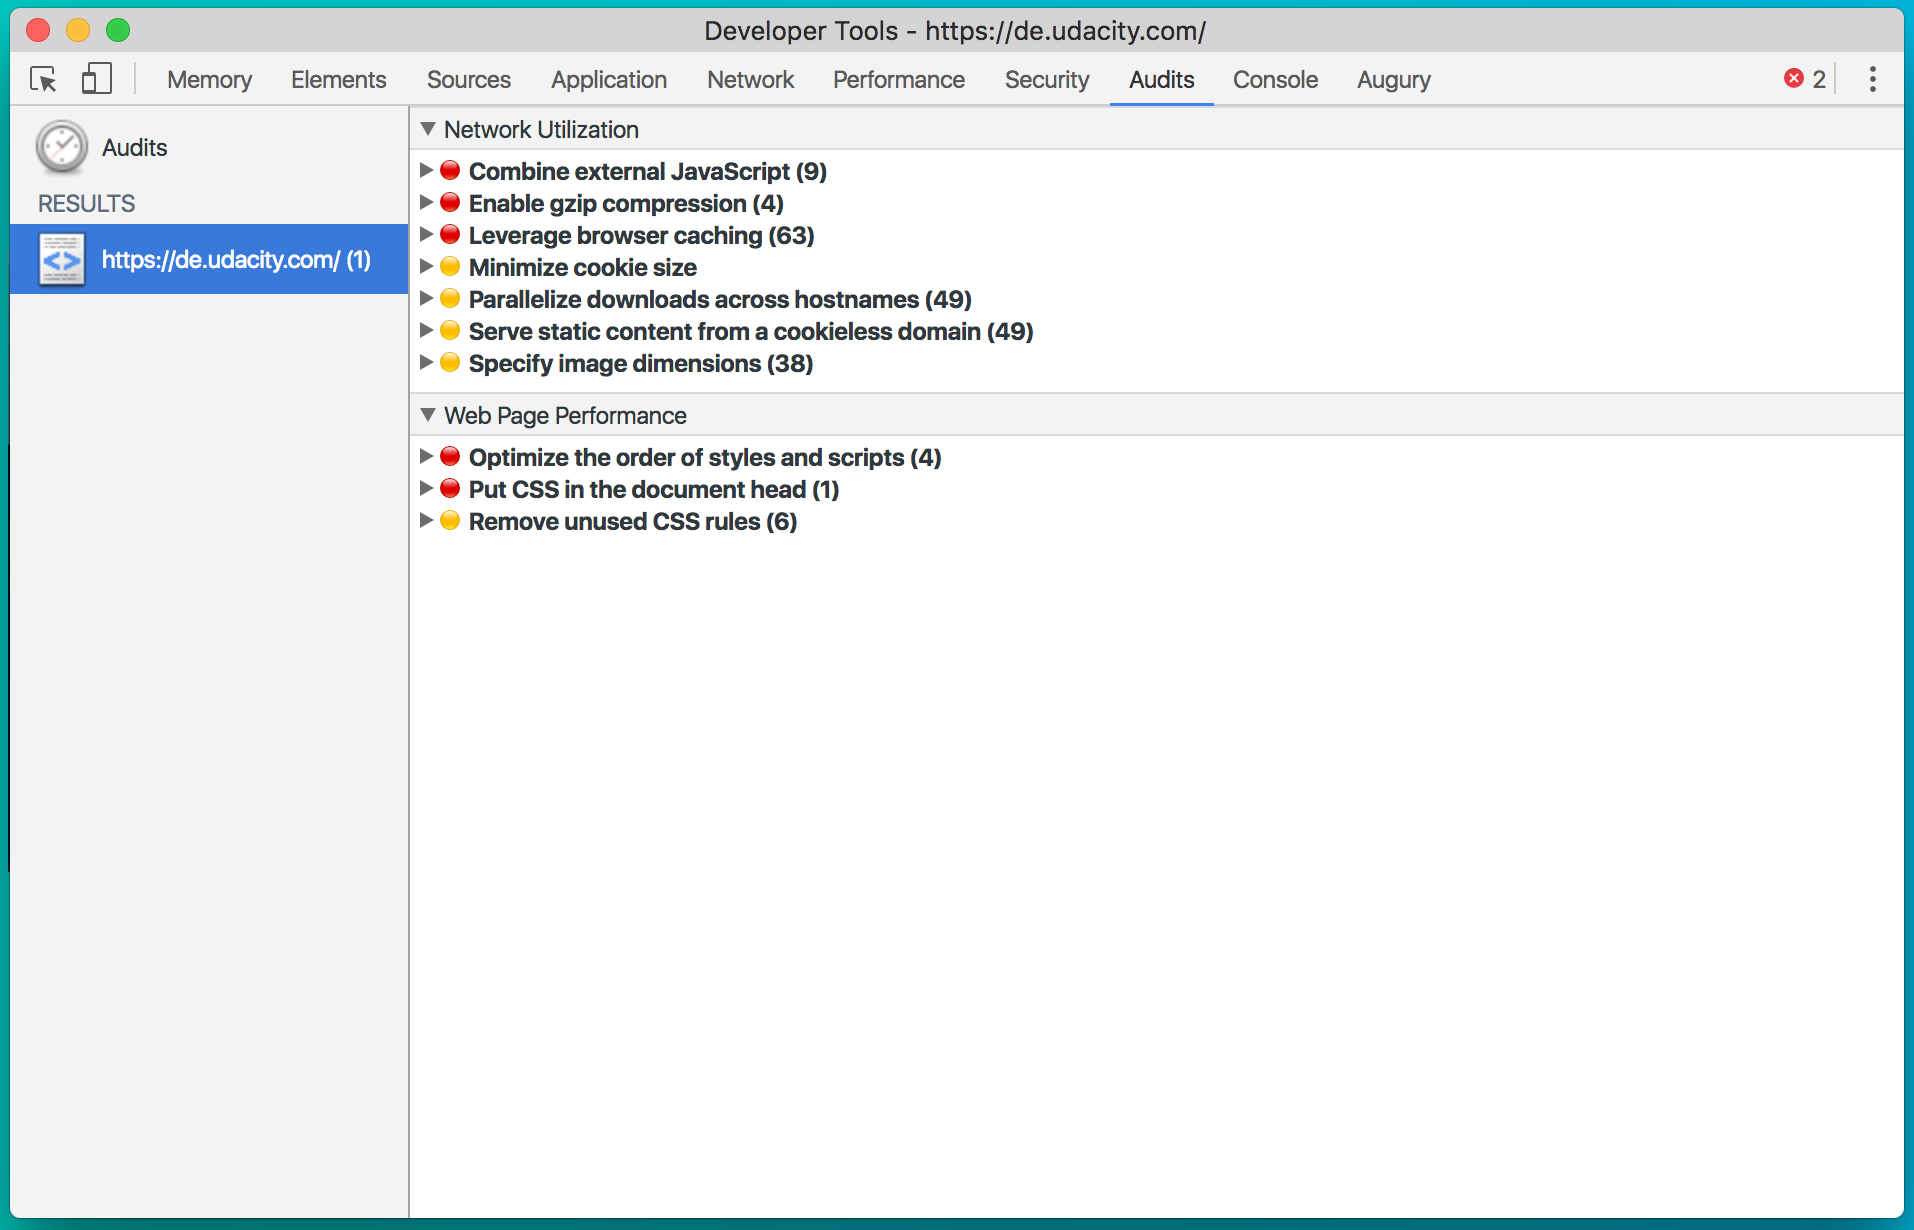 Developer Tools - https://de.udacity.com/
Memory Elements Sources Application Network Performance Security Audits Console Augury 2
Audits
RESULTS
https://de.udacity.com/ (1)
Network Utilization
Combine external JavaScript (9)
Enable gzip compression (4)
Leverage browser caching (63)
Minimize cookie size
Parallelize downloads across hostnames (49)
Serve static content from a cookieless domain (49)
Specify image dimensions (38)
Web Page Performance
Optimize the order of styles and scripts (4)
Put CSS in the document head (1)
Remove unused CSS rules (6)